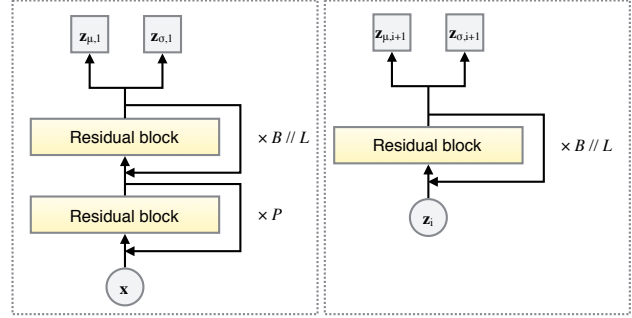 z_μ,1 z_σ,1
Residual block
× B // L
Residual block
× P
x
z_μ,i+1 z_σ,i+1
Residual block
× B // L
z_i